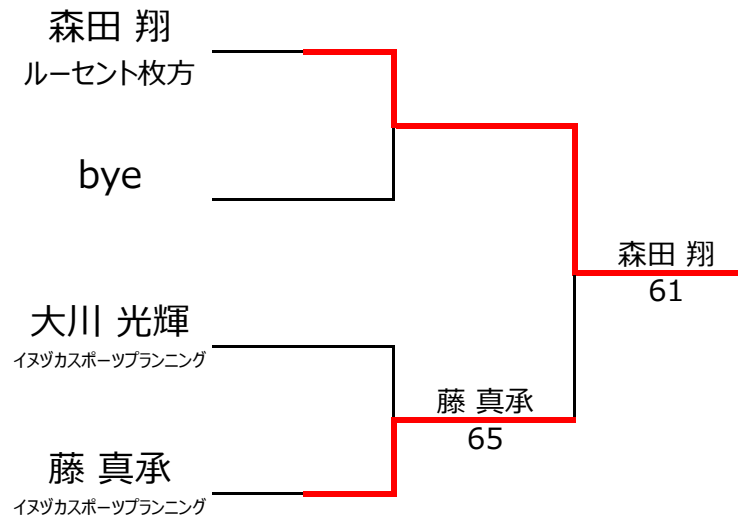 森田 翔
ルーセント枚方
bye
森田 翔
61
大川 光輝
イヌヅカスポーツプランニング
藤 真承
65
藤 真承
イヌヅカスポーツプランニング